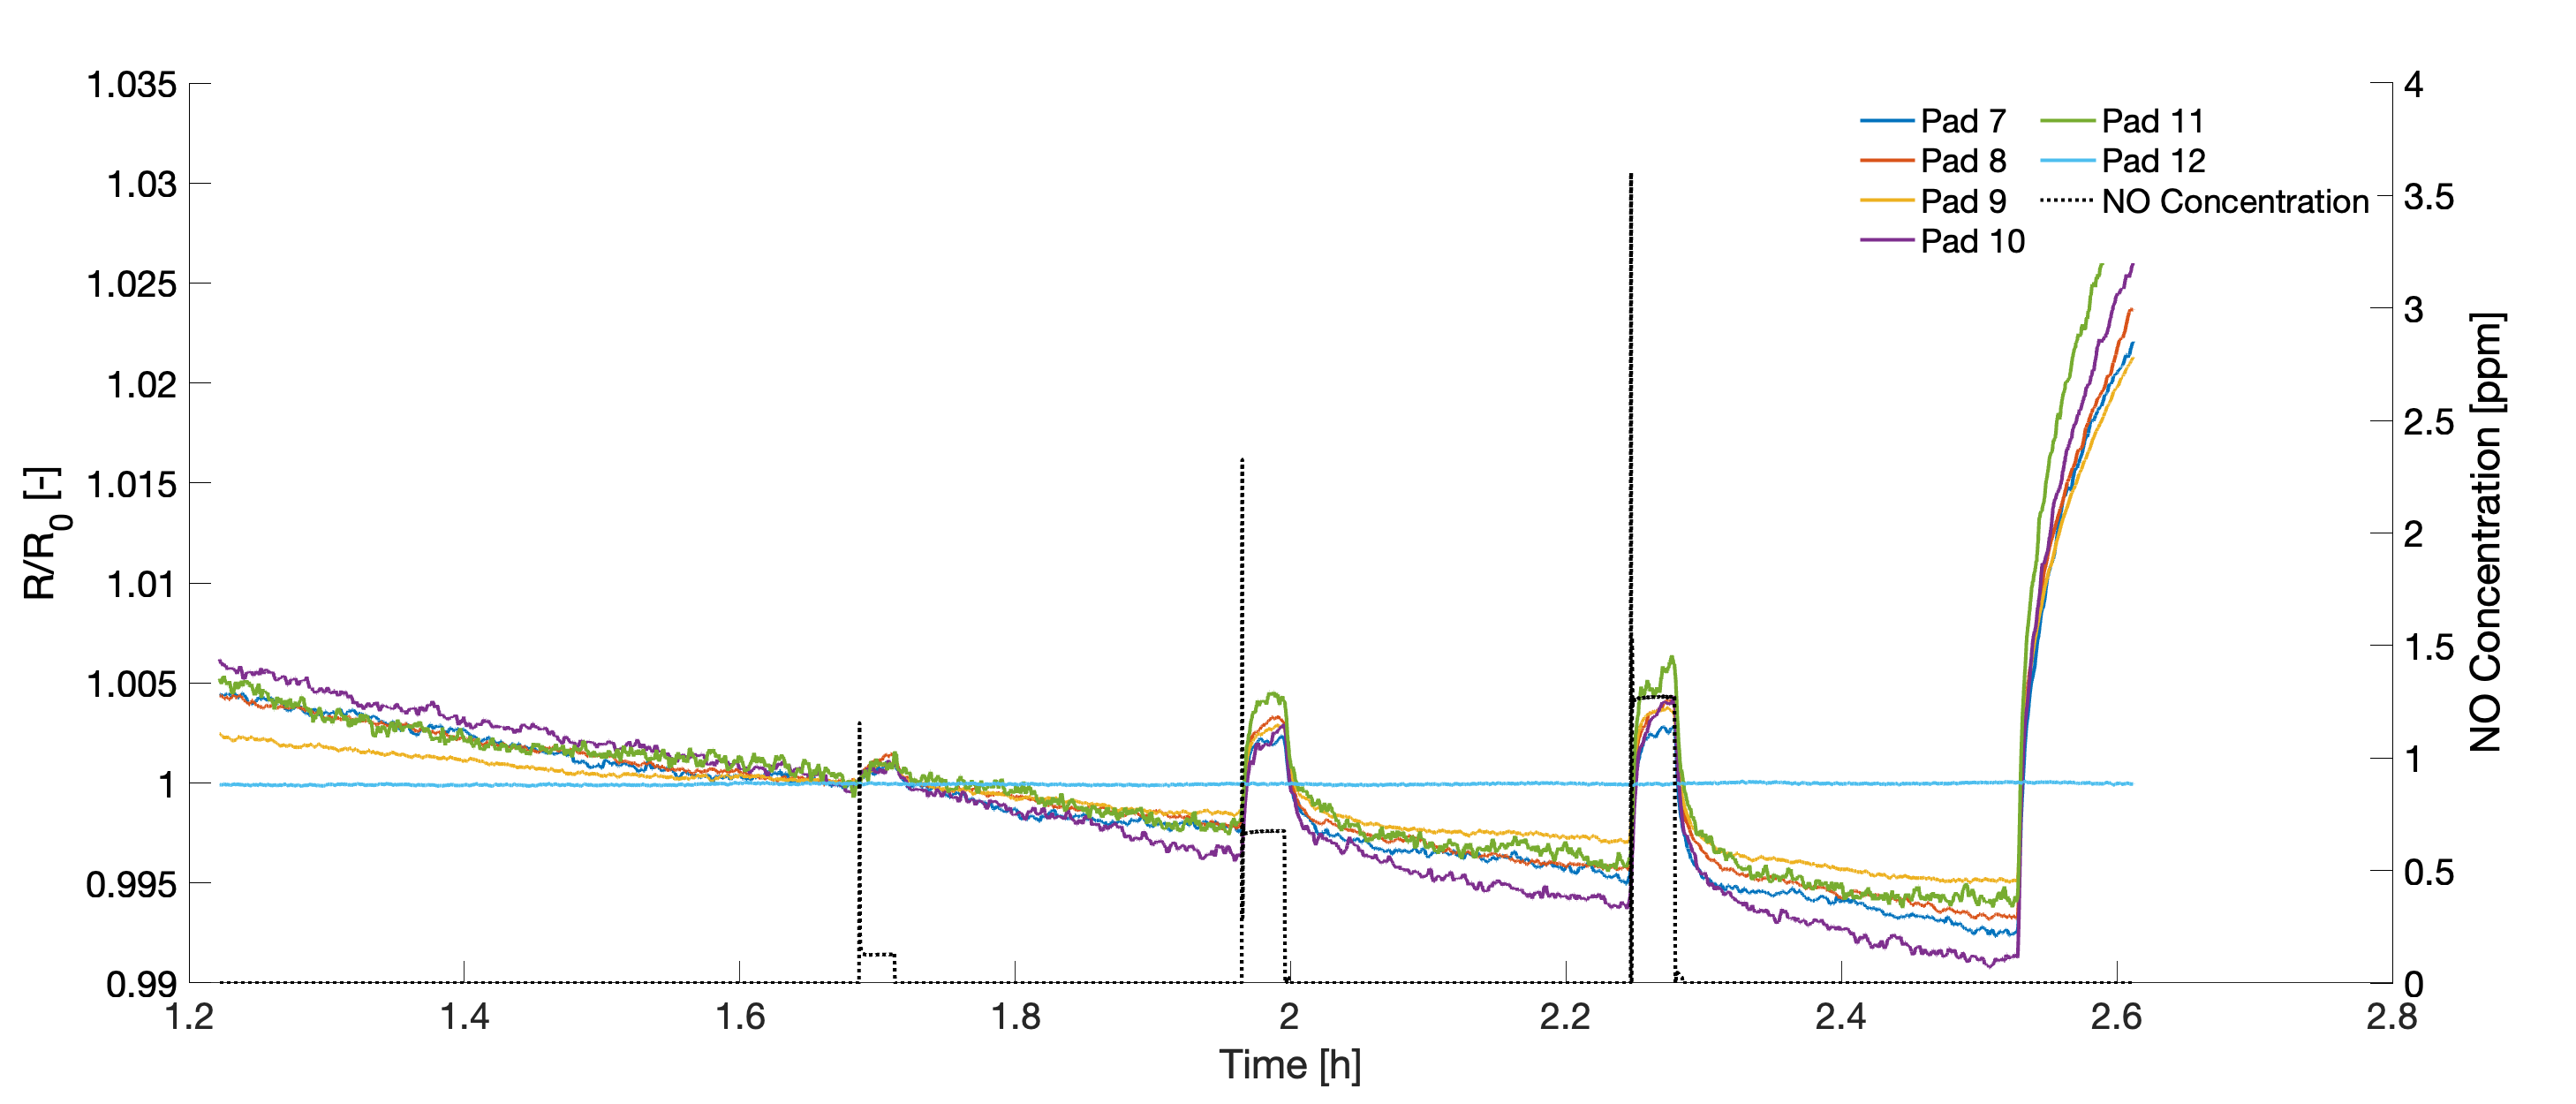 1.035
1.03
1.025
1.02
1.015
1.01
1.005
1
0.995
0.99
R/R0 [-]
4
3.5
3
2.5
2
1.5
1
0.5
0
NO Concentration [ppm]
Pad 7
Pad 8
Pad 9
Pad 10
Pad 11
Pad 12
NO Concentration
1.2 1.4 1.6 1.8 2 2.2 2.4 2.6 2.8
Time [h]